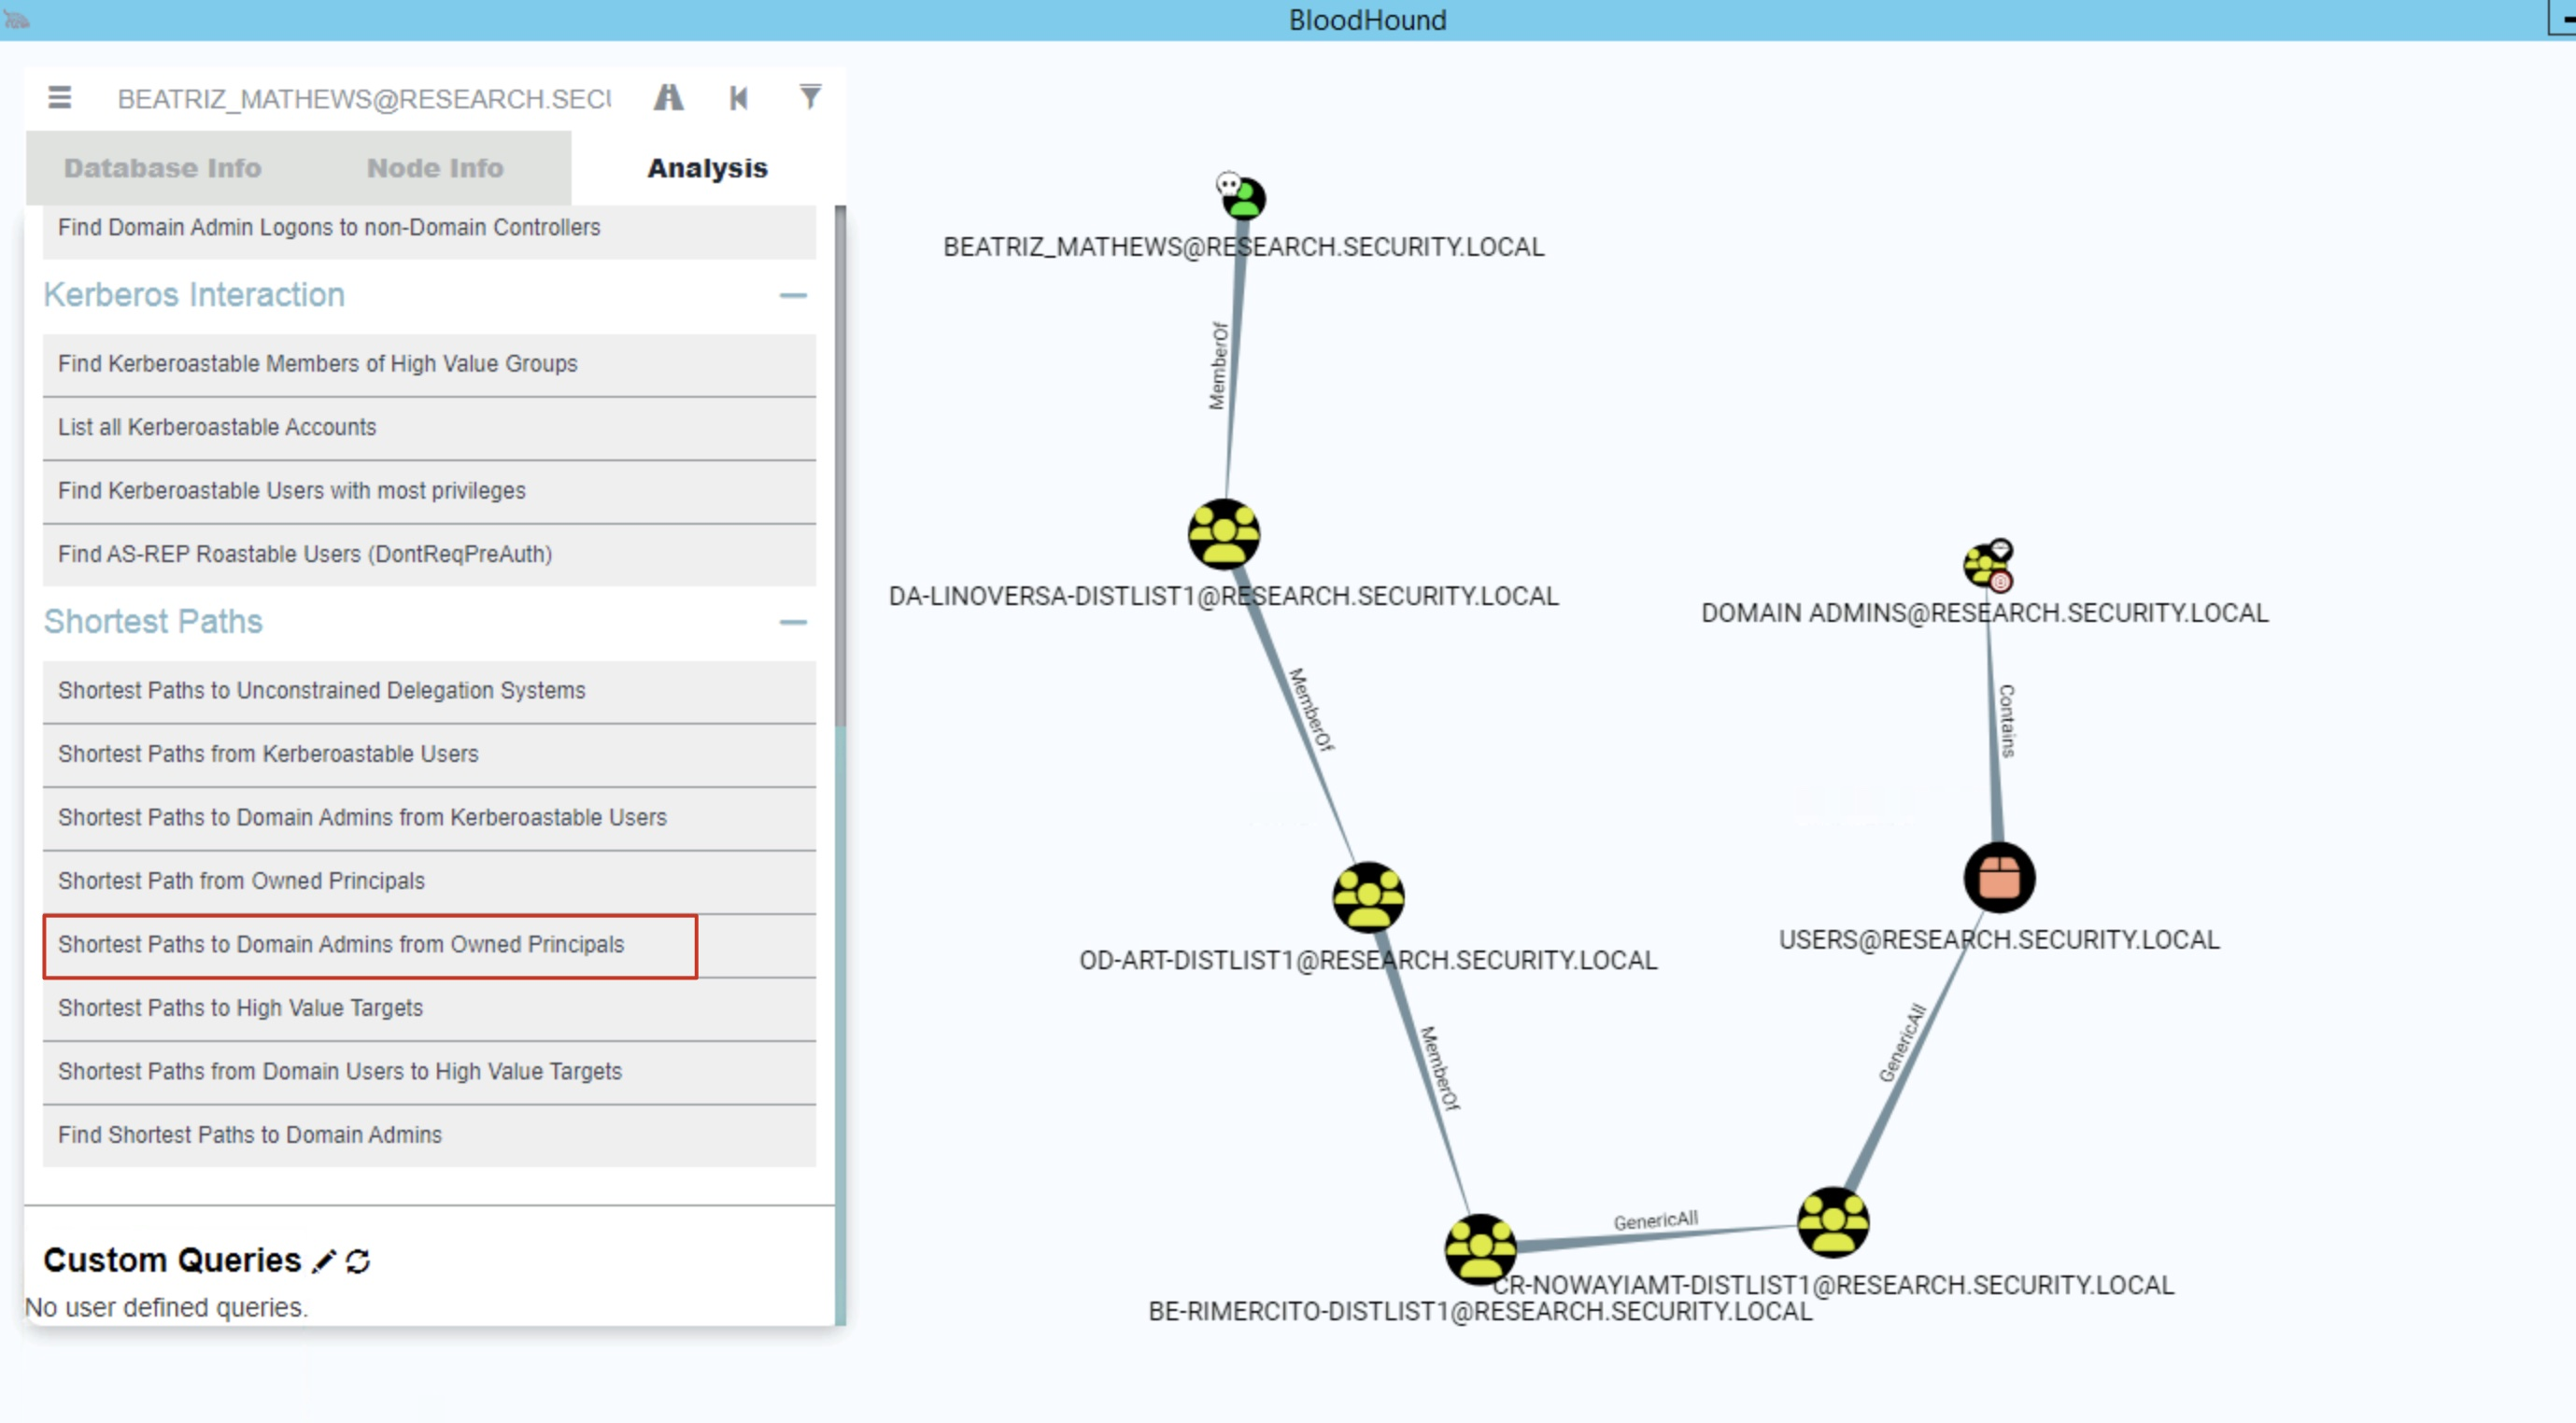 BloodHound
BEATRIZ_MATHEWS@RESEARCH.SECU
Database Info
Node Info
Analysis
Find Domain Admin Logons to non-Domain Controllers
Kerberos Interaction
Find Kerberoastable Members of High Value Groups
List all Kerberoastable Accounts
Find Kerberoastable Users with most privileges
Find AS-REP Roastable Users (DontReqPreAuth)
Shortest Paths
Shortest Paths to Unconstrained Delegation Systems
Shortest Paths from Kerberoastable Users
Shortest Paths to Domain Admins from Kerberoastable Users
Shortest Path from Owned Principals
Shortest Paths to Domain Admins from Owned Principals
Shortest Paths to High Value Targets
Shortest Paths from Domain Users to High Value Targets
Find Shortest Paths to Domain Admins
Custom Queries
No user defined queries.
BEATRIZ_MATHEWS@RESEARCH.SECURITY.LOCAL
MemberOf
DA-LINOVERSA-DISTLIST1@RESEARCH.SECURITY.LOCAL
MemberOf
OD-ART-DISTLIST1@RESEARCH.SECURITY.LOCAL
MemberOf
BE-RIMERCITO-DISTLIST1@RESEARCH.SECURITY.LOCAL
GenericAll
CR-NOWAYIAMT-DISTLIST1@RESEARCH.SECURITY.LOCAL
GenericAll
USERS@RESEARCH.SECURITY.LOCAL
Contains
DOMAIN ADMINS@RESEARCH.SECURITY.LOCAL